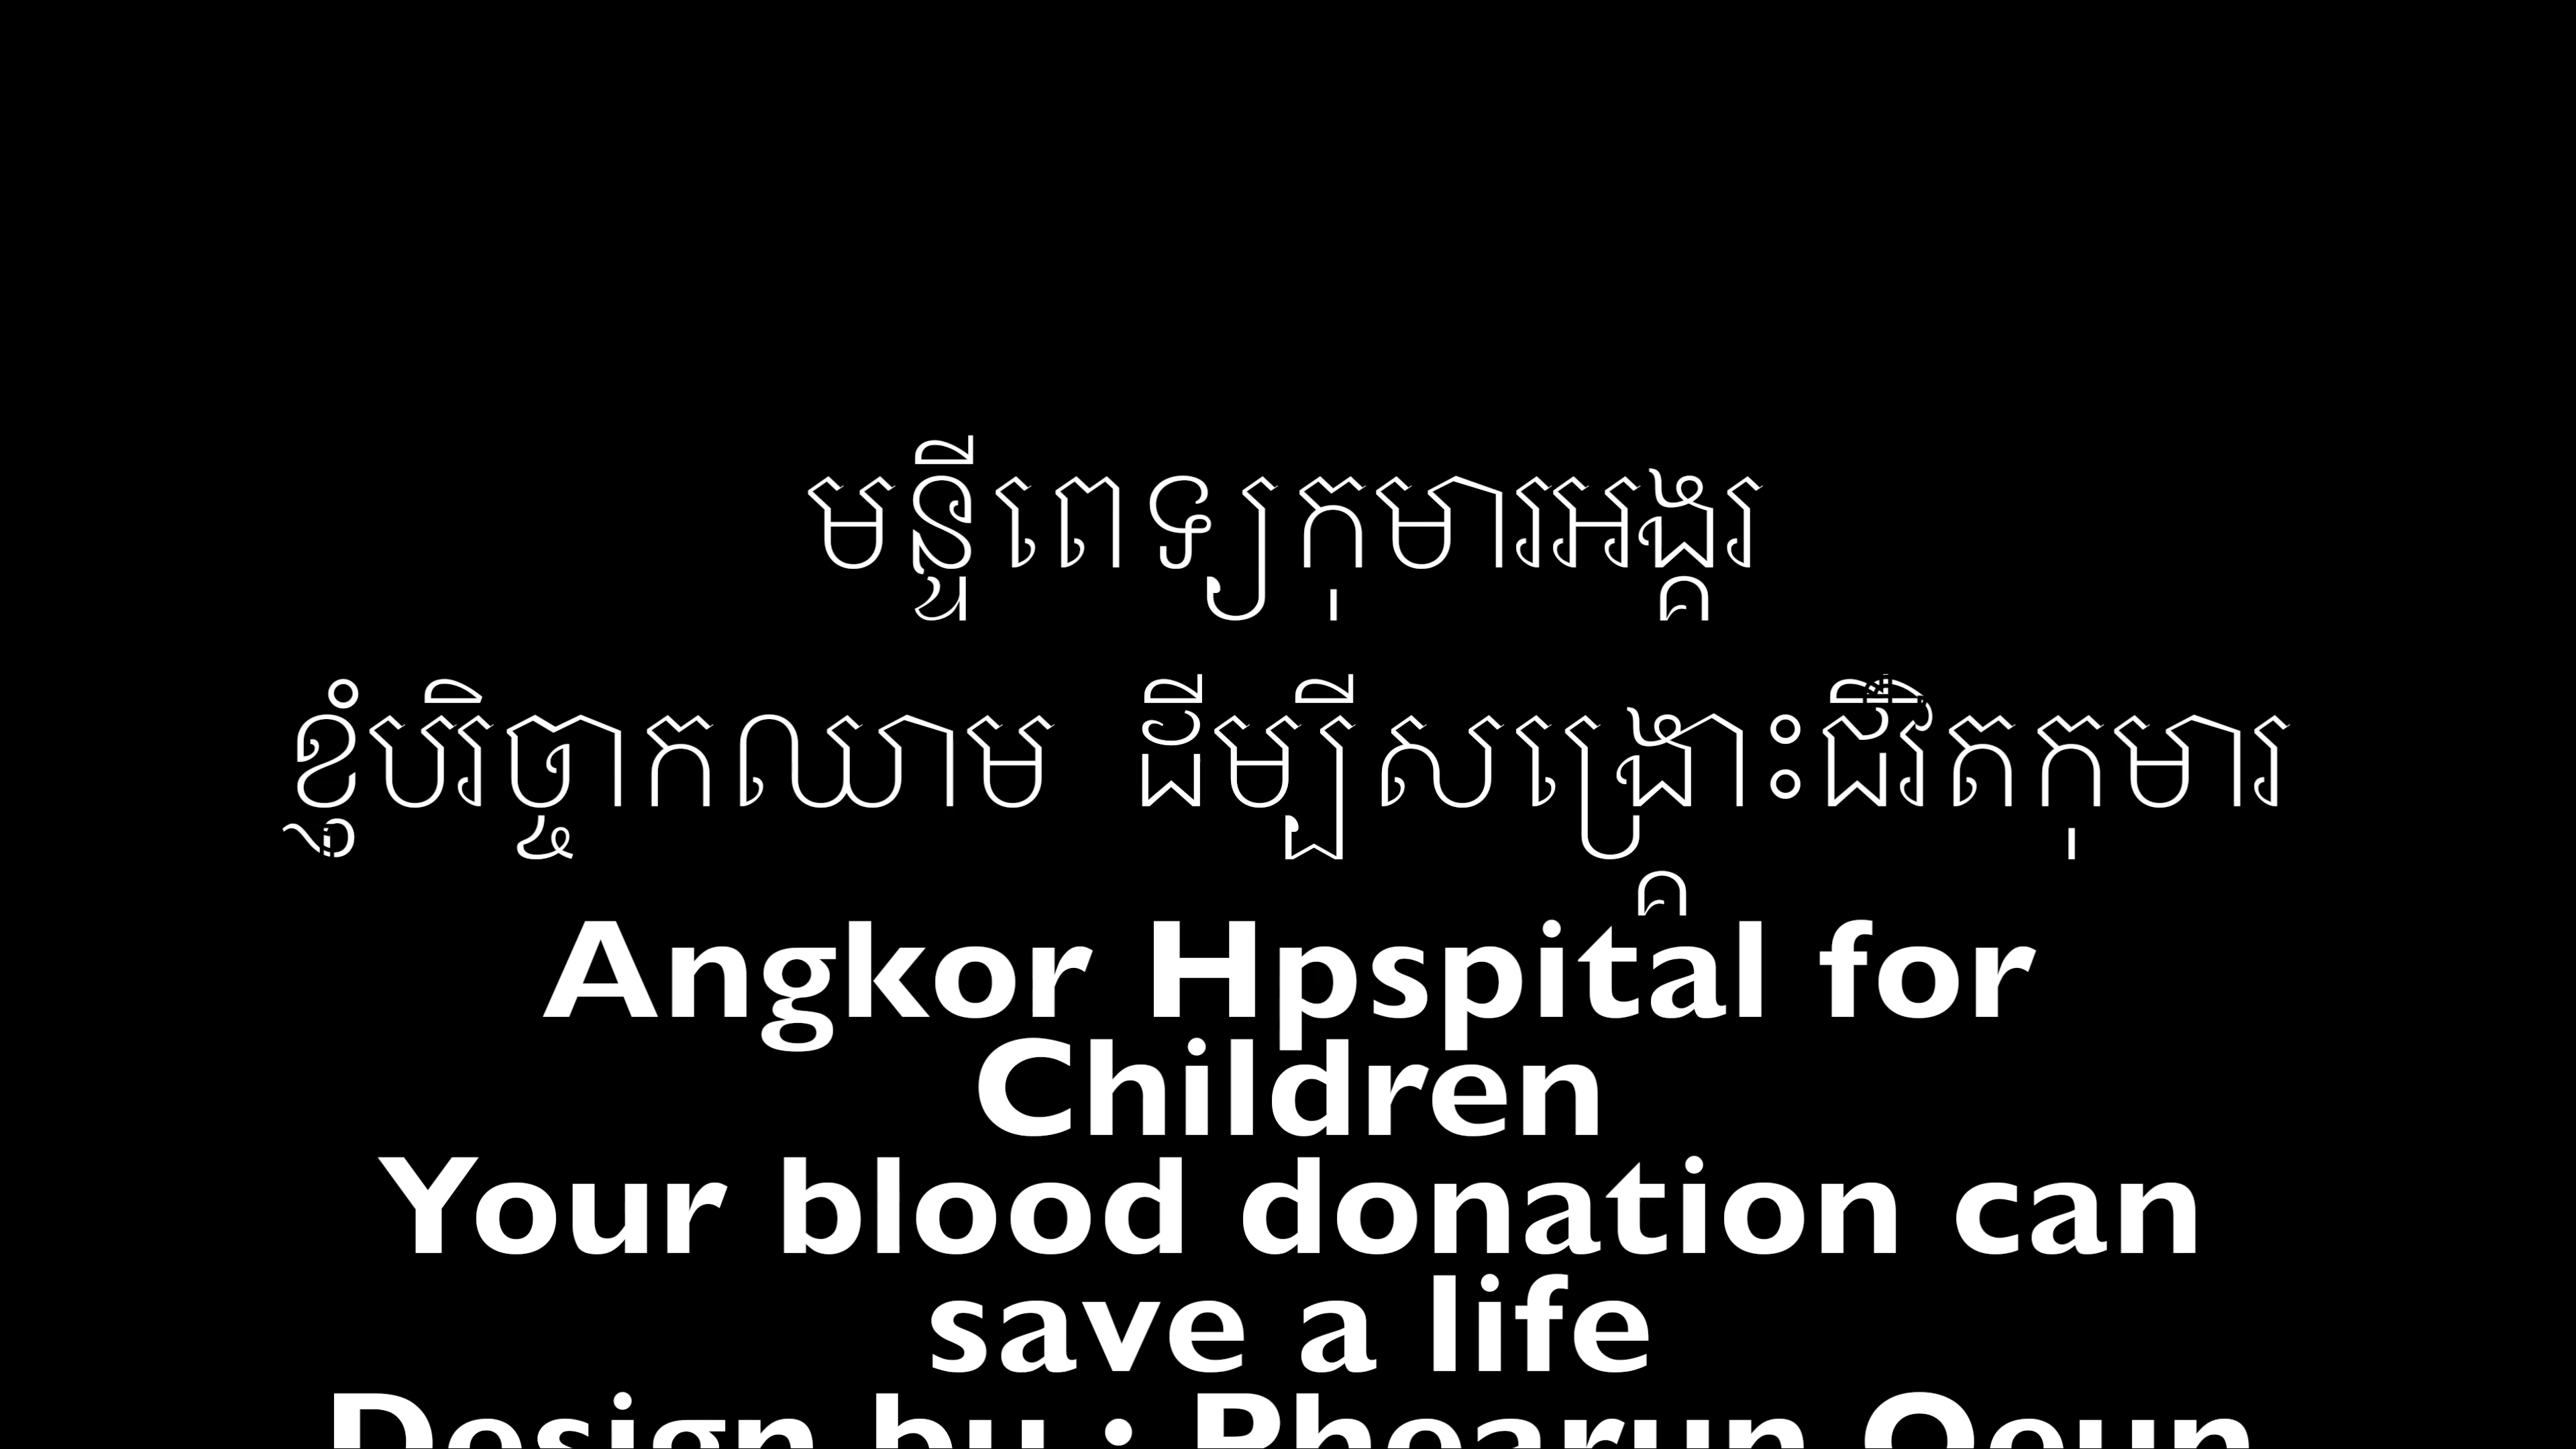 មន្ទីរពេទ្យកុមារអង្គរ
ខ្ញុំបរិច្ចាកឈាម ដើម្បីសង្គ្រោះជីវិតកុមារ
Angkor Hpspital for
Children
Your blood donation can
save a life
Design by : Phearun Oeun